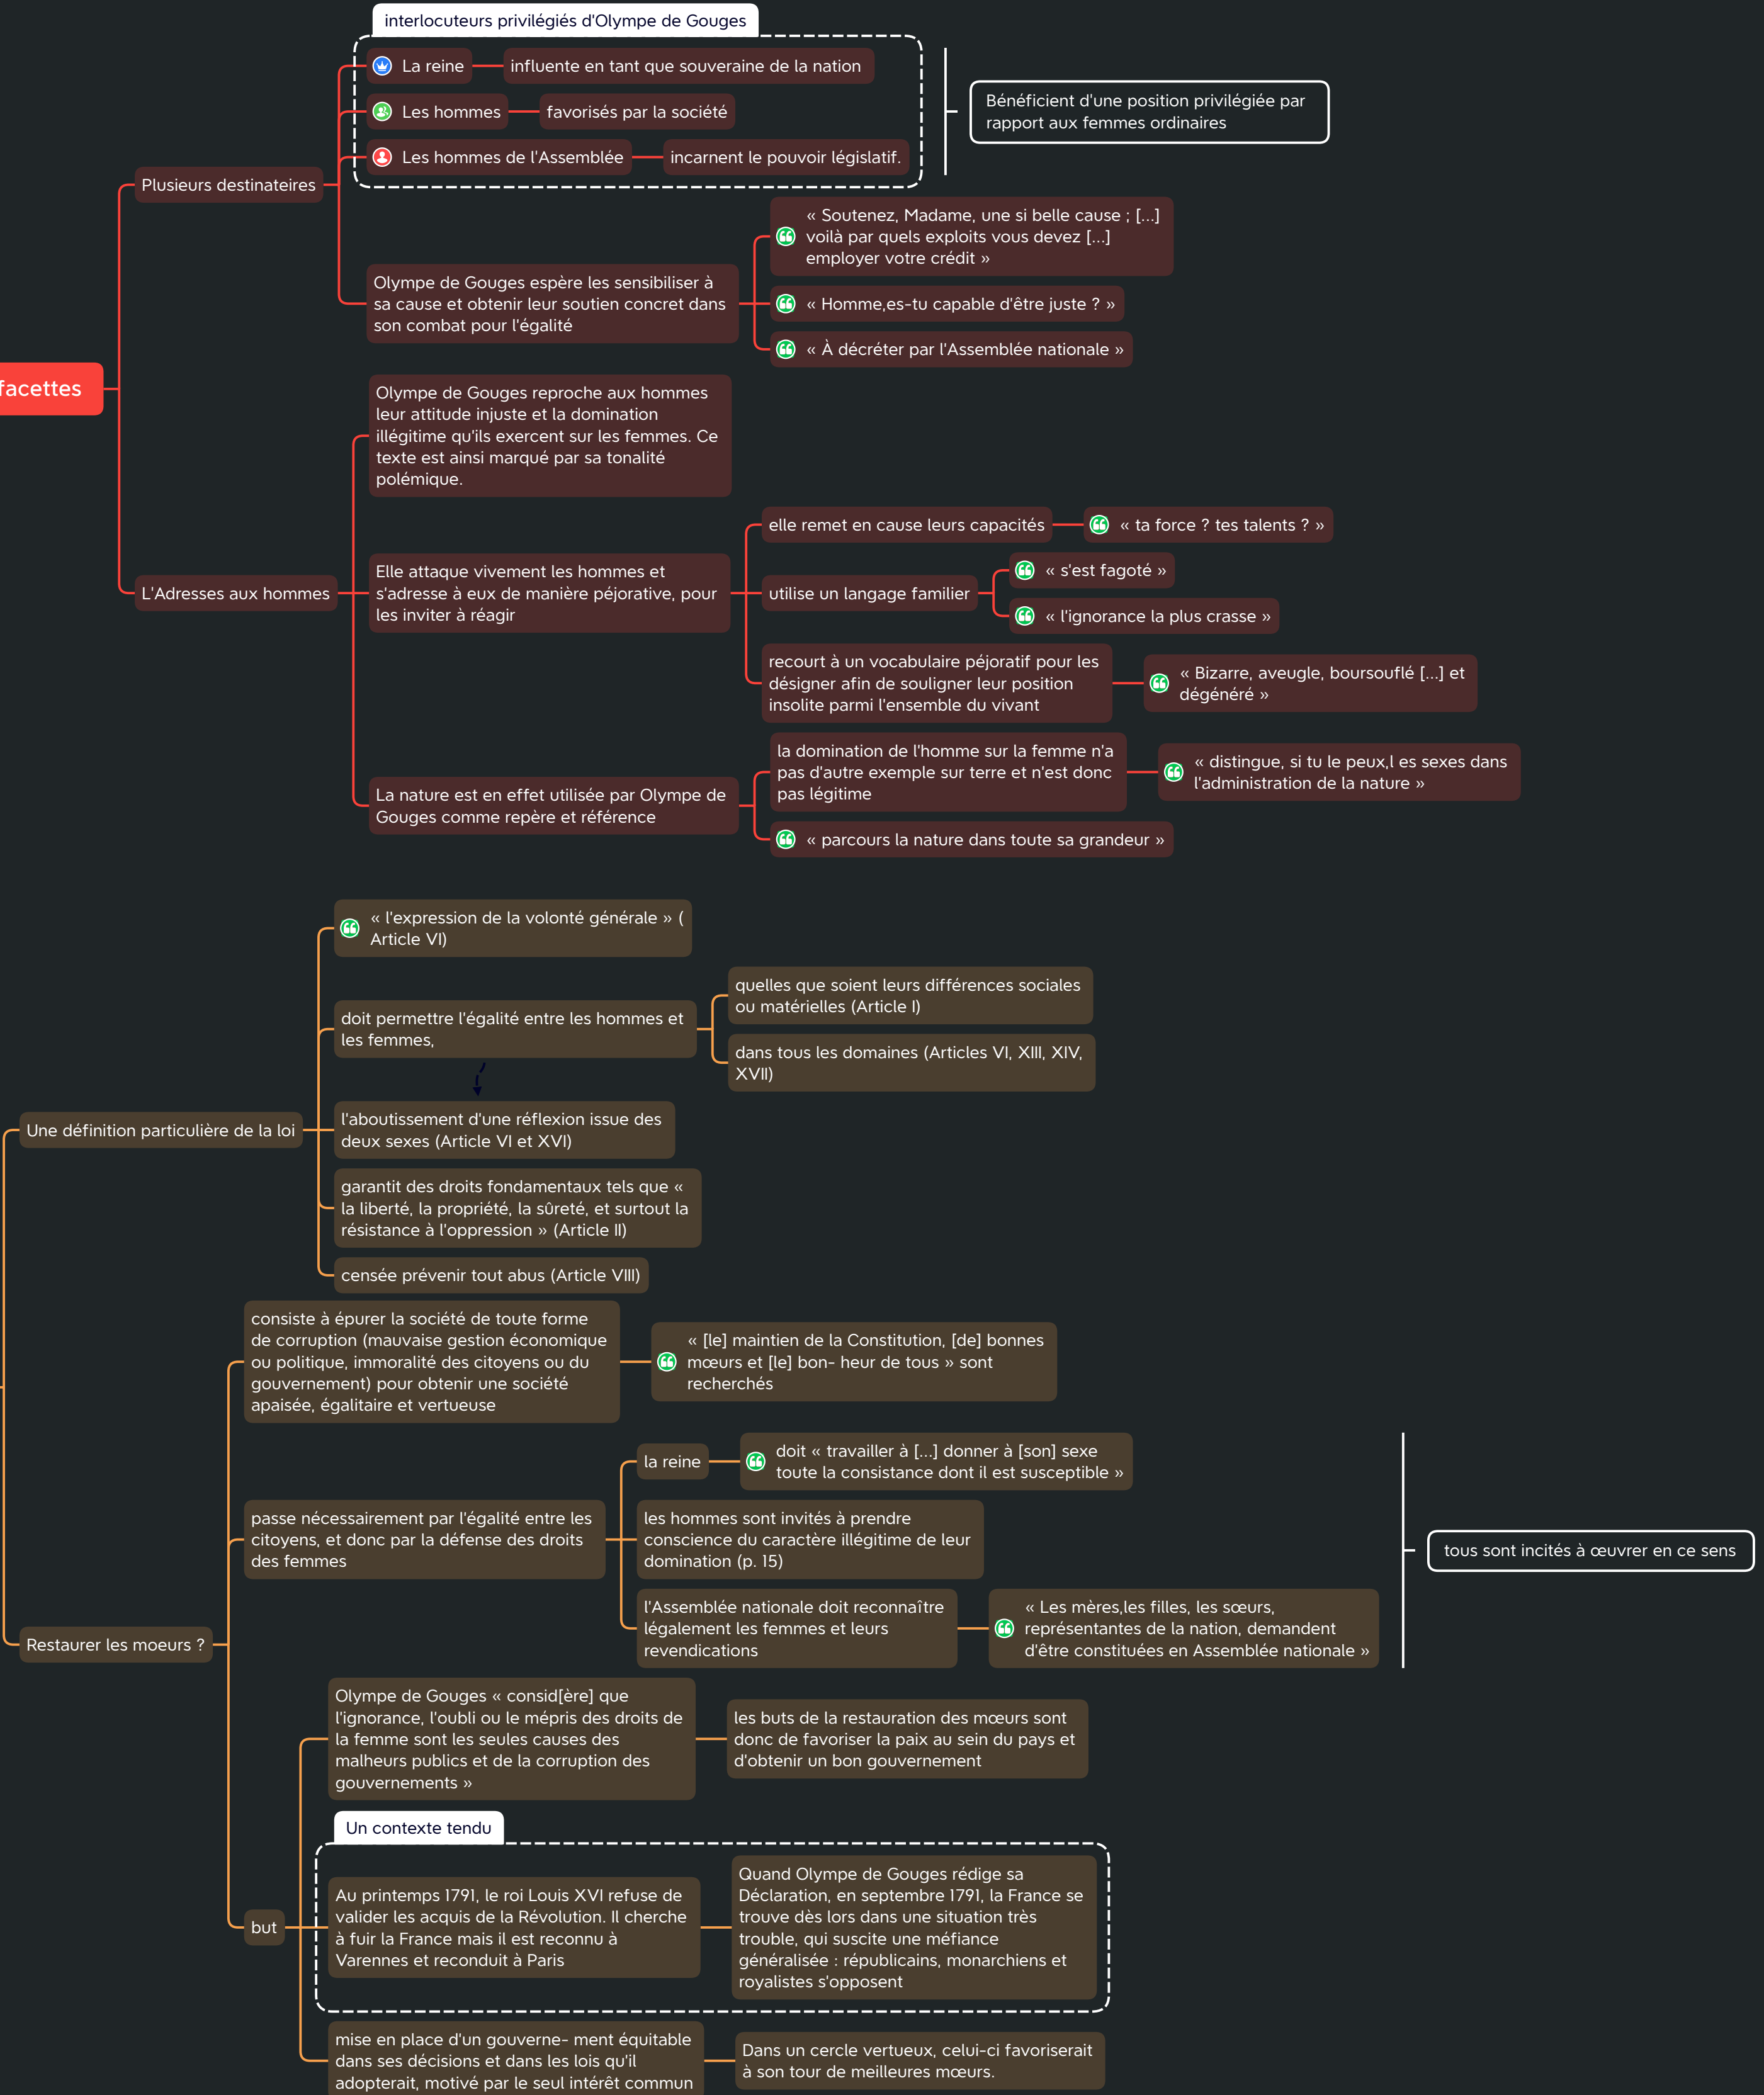 interlocuteurs privilégiés d'Olympe de Gouges
La reine
influente en tant que souveraine de la nation
Les hommes
favorisés par la société
Les hommes de l'Assemblée
incarnent le pouvoir législatif.
Bénéficient d'une position privilégiée par
rapport aux femmes ordinaires
Plusieurs destinateires
Olympe de Gouges espère les sensibiliser à
sa cause et obtenir leur soutien concret dans
son combat pour l'égalité
« Soutenez, Madame, une si belle cause ; [...]
voilà par quels exploits vous devez [...]
employer votre crédit »
« Homme,es-tu capable d'être juste ? »
« À décréter par l'Assemblée nationale »
facettes
L'Adresses aux hommes
Olympe de Gouges reproche aux hommes
leur attitude injuste et la domination
illégitime qu'ils exercent sur les femmes. Ce
texte est ainsi marqué par sa tonalité
polémique.
Elle attaque vivement les hommes et
s'adresse à eux de manière péjorative, pour
les inviter à réagir
elle remet en cause leurs capacités
« ta force ? tes talents ? »
utilise un langage familier
« s'est fagoté »
« l'ignorance la plus crasse »
recourt à un vocabulaire péjoratif pour les
désigner afin de souligner leur position
insolite parmi l'ensemble du vivant
« Bizarre, aveugle, boursouflé [...] et
dégénéré »
La nature est en effet utilisée par Olympe de
Gouges comme repère et référence
la domination de l'homme sur la femme n'a
pas d'autre exemple sur terre et n'est donc
pas légitime
« distingue, si tu le peux,l es sexes dans
l'administration de la nature »
« parcours la nature dans toute sa grandeur »
Une définition particulière de la loi
« l'expression de la volonté générale » (
Article VI)
doit permettre l'égalité entre les hommes et
les femmes,
quelles que soient leurs différences sociales
ou matérielles (Article I)
dans tous les domaines (Articles VI, XIII, XIV,
XVII)
l'aboutissement d'une réflexion issue des
deux sexes (Article VI et XVI)
garantit des droits fondamentaux tels que «
la liberté, la propriété, la sûreté, et surtout la
résistance à l'oppression » (Article II)
censée prévenir tout abus (Article VIII)
Restaurer les moeurs ?
consiste à épurer la société de toute forme
de corruption (mauvaise gestion économique
ou politique, immoralité des citoyens ou du
gouvernement) pour obtenir une société
apaisée, égalitaire et vertueuse
« [le] maintien de la Constitution, [de] bonnes
mœurs et [le] bon- heur de tous » sont
recherchés
passe nécessairement par l'égalité entre les
citoyens, et donc par la défense des droits
des femmes
la reine
doit « travailler à [...] donner à [son] sexe
toute la consistance dont il est susceptible »
les hommes sont invités à prendre
conscience du caractère illégitime de leur
domination (p. 15)
l'Assemblée nationale doit reconnaître
légalement les femmes et leurs
revendications
« Les mères,les filles, les sœurs,
représentantes de la nation, demandent
d'être constituées en Assemblée nationale »
tous sont incités à œuvrer en ce sens
but
Olympe de Gouges « consid[ère] que
l'ignorance, l'oubli ou le mépris des droits de
la femme sont les seules causes des
malheurs publics et de la corruption des
gouvernements »
les buts de la restauration des mœurs sont
donc de favoriser la paix au sein du pays et
d'obtenir un bon gouvernement
Un contexte tendu
Au printemps 1791, le roi Louis XVI refuse de
valider les acquis de la Révolution. Il cherche
à fuir la France mais il est reconnu à
Varennes et reconduit à Paris
Quand Olympe de Gouges rédige sa
Déclaration, en septembre 1791, la France se
trouve dès lors dans une situation très
trouble, qui suscite une méfiance
généralisée : républicains, monarchiens et
royalistes s'opposent
mise en place d'un gouverne- ment équitable
dans ses décisions et dans les lois qu'il
adopterait, motivé par le seul intérêt commun
Dans un cercle vertueux, celui-ci favoriserait
à son tour de meilleures mœurs.